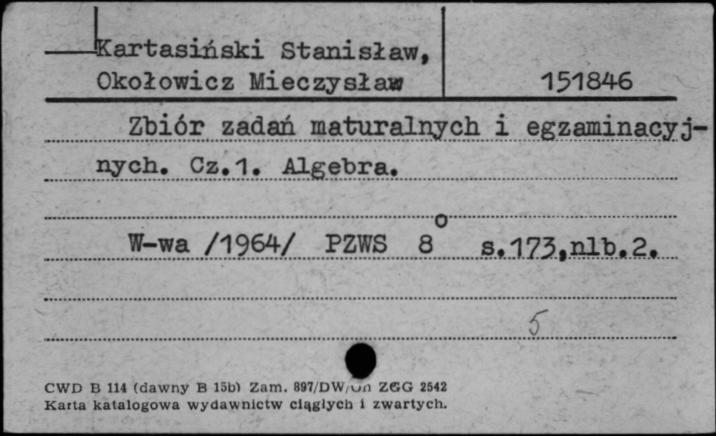 Kartasiński Stanisław,
Okołowicz Mieczysław
151846
Zbiór zadań maturalnych i egzaminacyj-
nych. Cz.1. Algebra.
W-wa /1964/ PZWS 8° s.173,nlb.2.
5
CWD B 114 (dawny B 15b) Zam. 897/DW/Un ZGG 2542
Karta katalogowa wydawnictw ciągłych i zwartych.